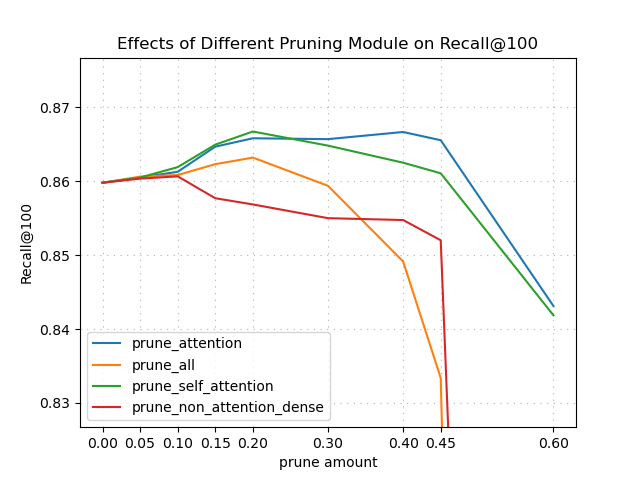 Effects of Different Pruning Module on Recall@100
Recall@100
0.87
0.86
0.85
0.84
0.83
prune_attention
prune_all
prune_self_attention
prune_non_attention_dense
0.00 0.05 0.10 0.15 0.20 0.30 0.40 0.45 0.60
prune amount